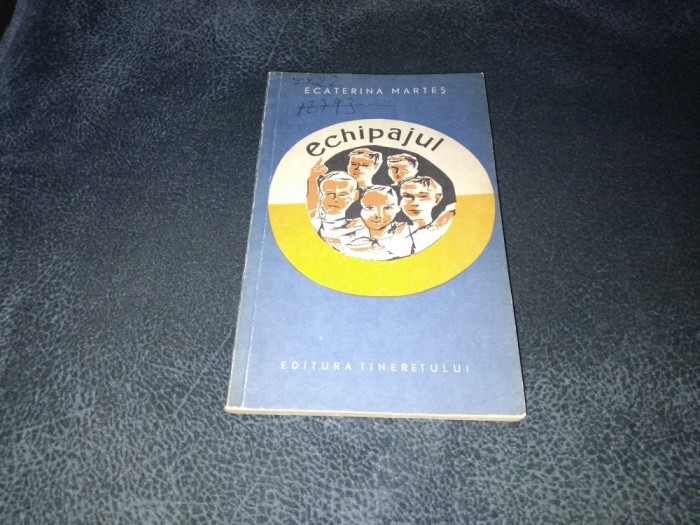 ECATERINA MARTEȘ
echipajul
EDITURA TINERETULUI